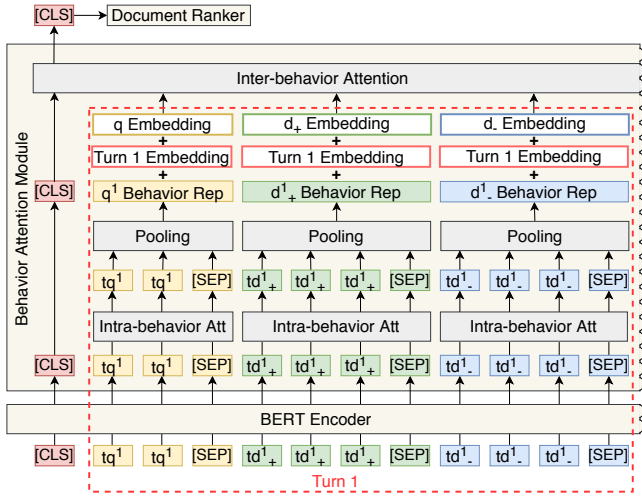 [CLS] Document Ranker
Inter-behavior Attention
q Embedding d₊ Embedding d₋ Embedding
+ + +
Turn 1 Embedding Turn 1 Embedding Turn 1 Embedding
+ + +
[CLS] q¹ Behavior Rep d¹₊ Behavior Rep d¹₋ Behavior Rep
Pooling Pooling Pooling
tq¹ tq¹ [SEP] td¹₊ td¹₊ td¹₊ [SEP] td¹₋ td¹₋ td¹₋ [SEP]
Intra-behavior Att Intra-behavior Att Intra-behavior Att
[CLS] tq¹ tq¹ [SEP] td¹₊ td¹₊ td¹₊ [SEP] td¹₋ td¹₋ td¹₋ [SEP]
Behavior Attention Module
BERT Encoder
[CLS] tq¹ tq¹ [SEP] td¹₊ td¹₊ td¹₊ [SEP] td¹₋ td¹₋ td¹₋ [SEP]
Turn 1